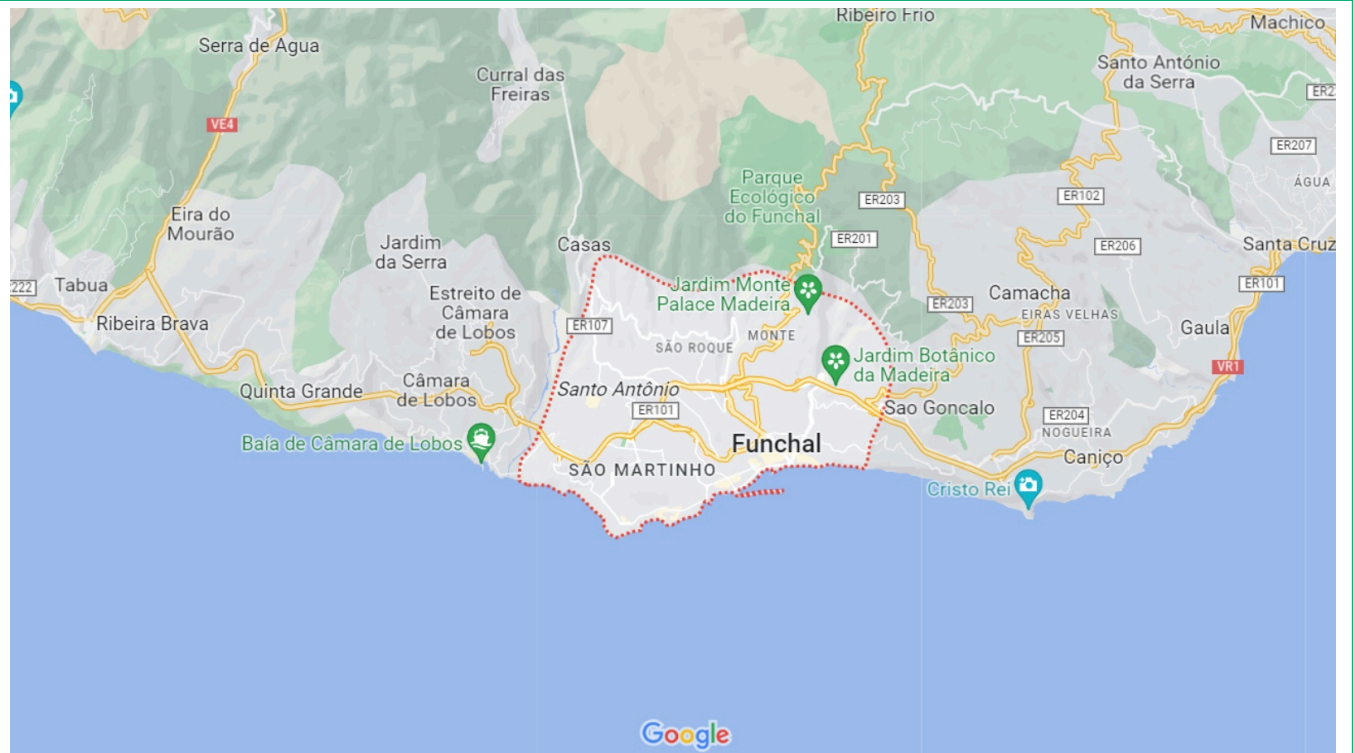 Ribeiro Frio
Machico
Serra de Agua
Santo António
da Serra
Curral das
Freiras
VE4
ER207
Parque
Ecológico
do Funchal
ER203
ER102
ÁGUA
Eira do
Mourão
Jardim
da Serra
Casas
ER201
ER206
Santa Cruz
222
Tabua
Jardim Monte
Palace Madeira
ER101
Estreito de
Câmara
de Lobos
ER203
Camacha
EIRAS VELHAS
Ribeira Brava
ER107
MONTE
SÃO ROQUE
ER205
Gaula
Jardim Botânico
da Madeira
VR1
Quinta Grande
Câmara
de Lobos
Santo Antônio
ER101
Sao Goncalo
ER204
NOGUEIRA
Baía de Câmara de Lobos
Funchal
Caniço
SÃO MARTINHO
Cristo Rei
Google